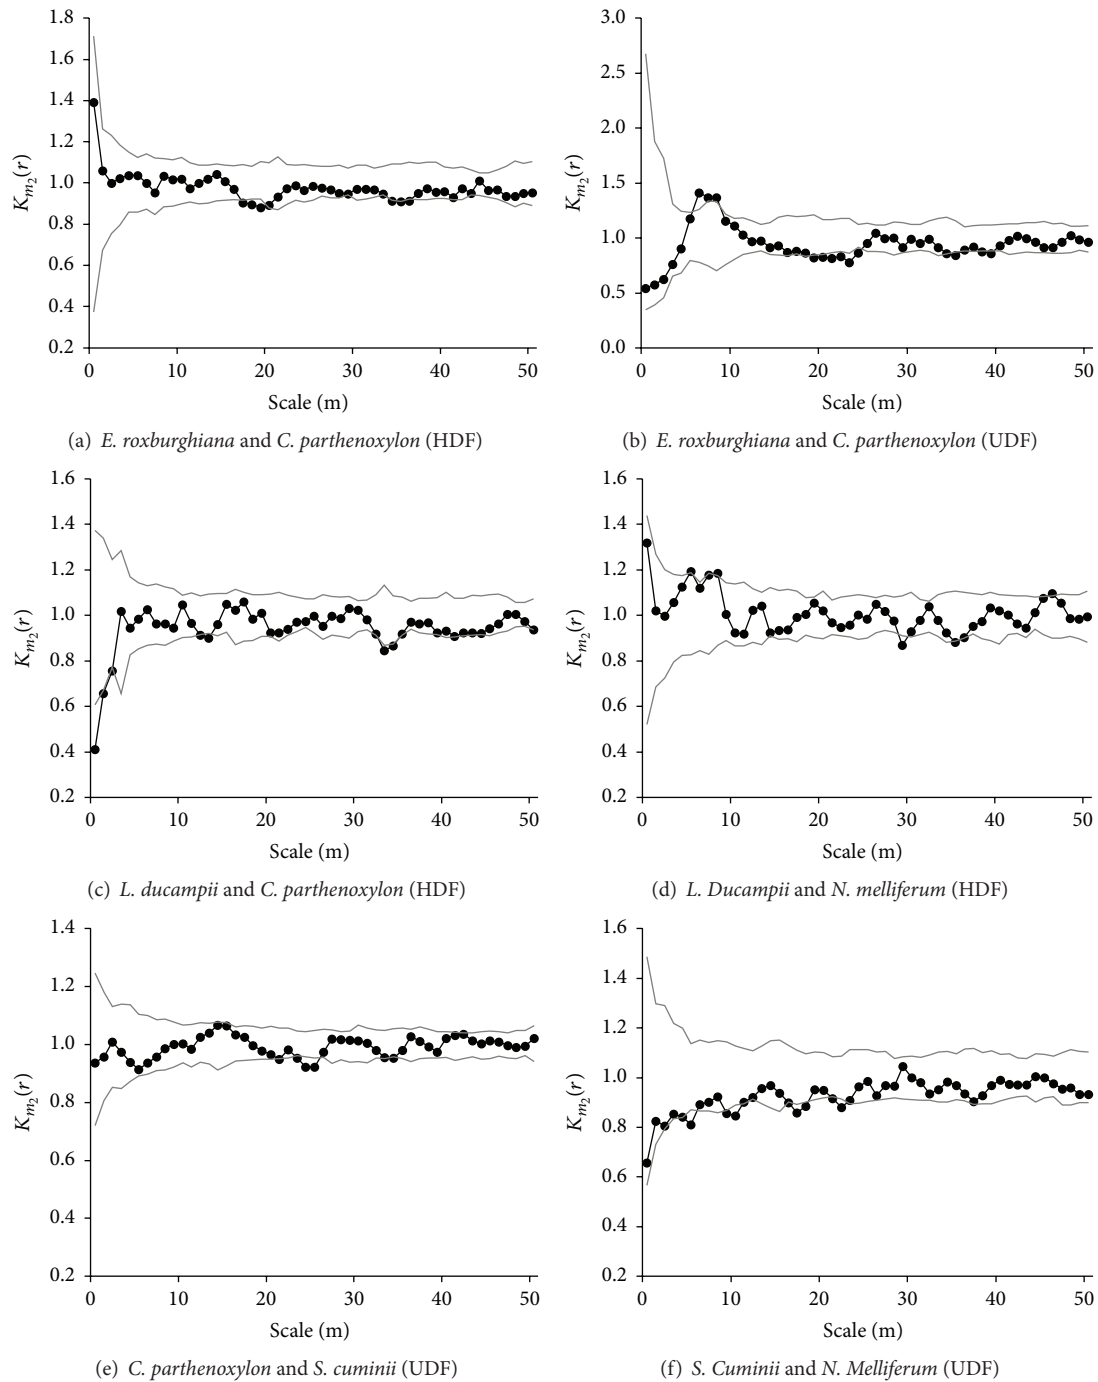 1.8
1.6
1.4
1.2
1.0
0.8
0.6
0.4
0.2
K_{m_2}(r)
0 10 20 30 40 50
Scale (m)
(a) E. roxburghiana and C. parthenoxylon (HDF)
3.0
2.0
1.5
1.0
0.5
0.0
K_{m_2}(r)
0 10 20 30 40 50
Scale (m)
(b) E. roxburghiana and C. parthenoxylon (UDF)
1.6
1.4
1.2
1.0
0.8
0.6
0.4
0.2
K_{m_2}(r)
0 10 20 30 40 50
Scale (m)
(c) L. ducampii and C. parthenoxylon (HDF)
1.6
1.4
1.2
1.0
0.8
0.6
0.4
0.2
K_{m_2}(r)
0 10 20 30 40 50
Scale (m)
(d) L. Ducampii and N. melliferum (HDF)
1.4
1.2
1.0
0.8
0.6
0.4
0.2
K_{m_2}(r)
0 10 20 30 40 50
Scale (m)
(e) C. parthenoxylon and S. cuminii (UDF)
1.6
1.4
1.2
1.0
0.8
0.6
0.4
0.2
K_{m_2}(r)
0 10 20 30 40 50
Scale (m)
(f) S. Cuminii and N. Melliferum (UDF)